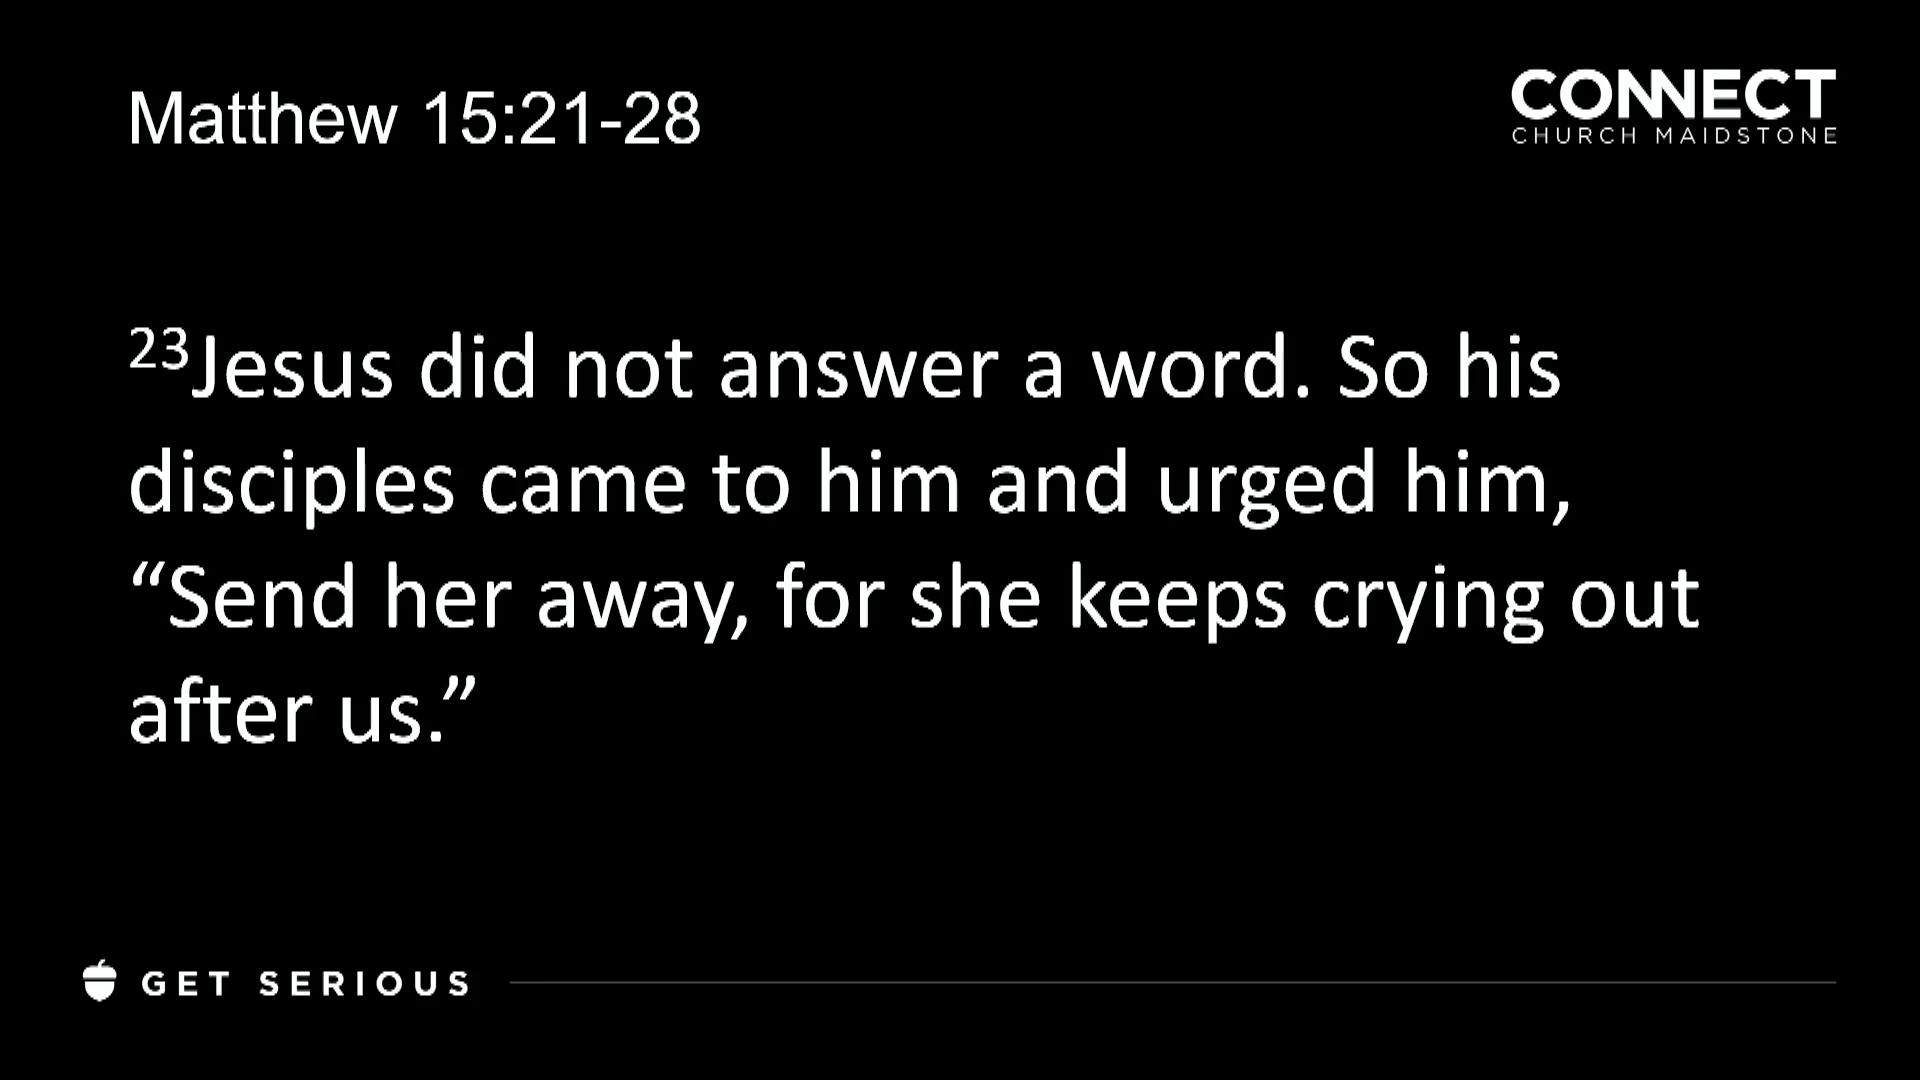 Matthew 15:21-28
CONNECT
CHURCH MAIDSTONE
23Jesus did not answer a word. So his
disciples came to him and urged him,
“Send her away, for she keeps crying out
after us.”
GET SERIOUS